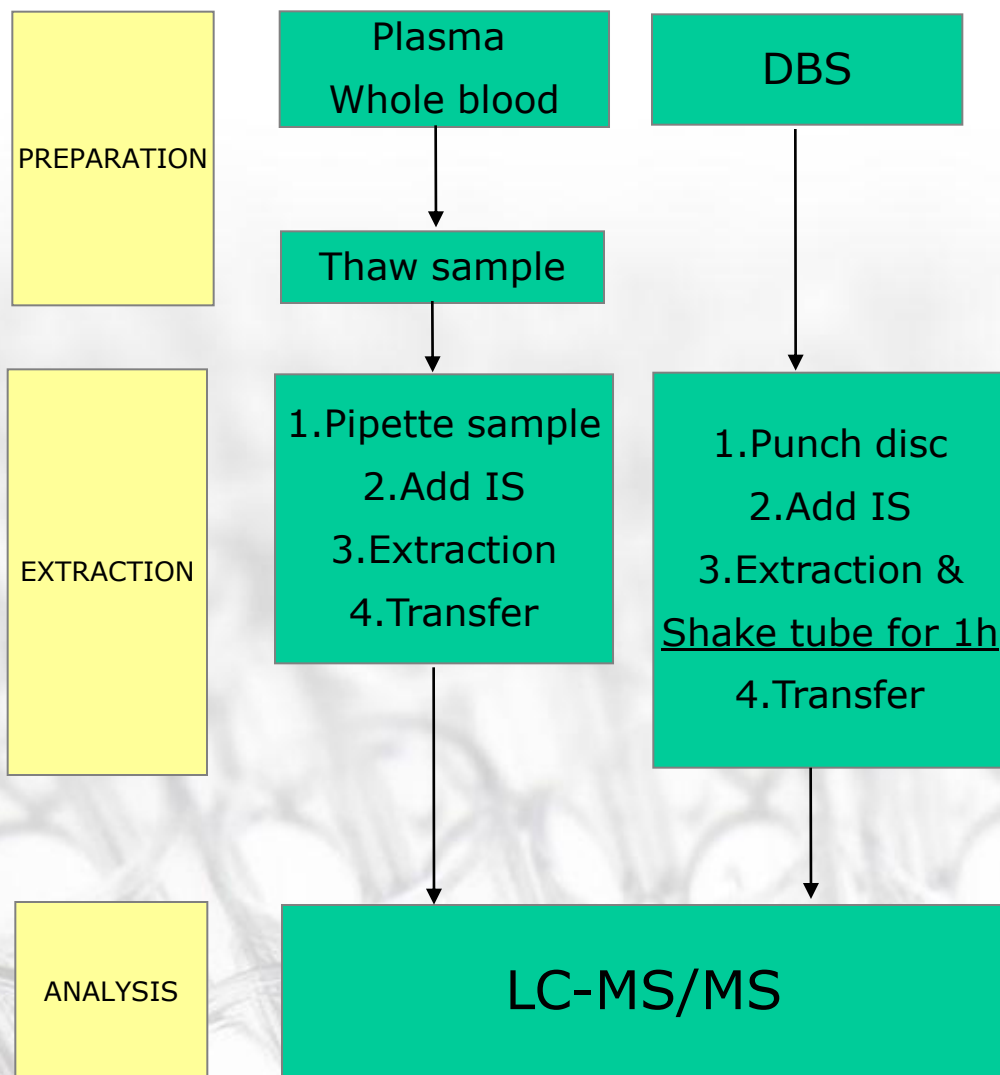 PREPARATION
Plasma
Whole blood
DBS
Thaw sample
EXTRACTION
1.Pipette sample
2.Add IS
3.Extraction
4.Transfer
1.Punch disc
2.Add IS
3.Extraction &
Shake tube for 1h
4.Transfer
ANALYSIS
LC-MS/MS